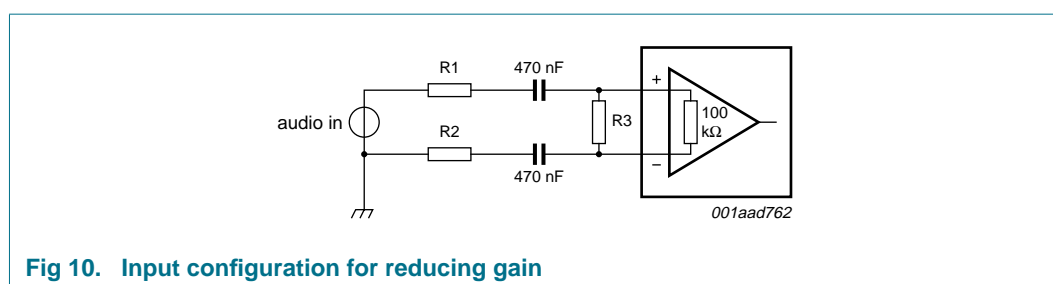 R1
470 nF
+
audio in
R3
100
kΩ
R2
−
470 nF
001aad762
Fig 10. Input configuration for reducing gain